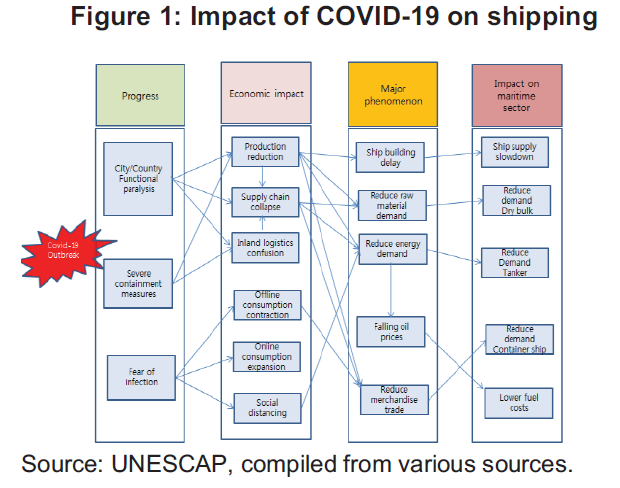 Figure 1: Impact of COVID-19 on shipping
Progress
Economic impact
Major
phenomenon
Impact on
maritime
sector
City/Country
Functional
paralysis
Covid-19
Outbreak
Severe
containment
measures
Fear of
infection
Production
reduction
Supply chain
collapse
Inland logistics
confusion
Offline
consumption
contraction
Online
consumption
expansion
Social
distancing
Ship building
delay
Reduce raw
material
demand
Reduce energy
demand
Falling oil
prices
Reduce
merchandise
trade
Ship supply
slowdown
Reduce
demand
Dry bulk
Reduce
Demand
Tanker
Reduce
demand
Container ship
Lower fuel
costs
Source: UNESCAP, compiled from various sources.